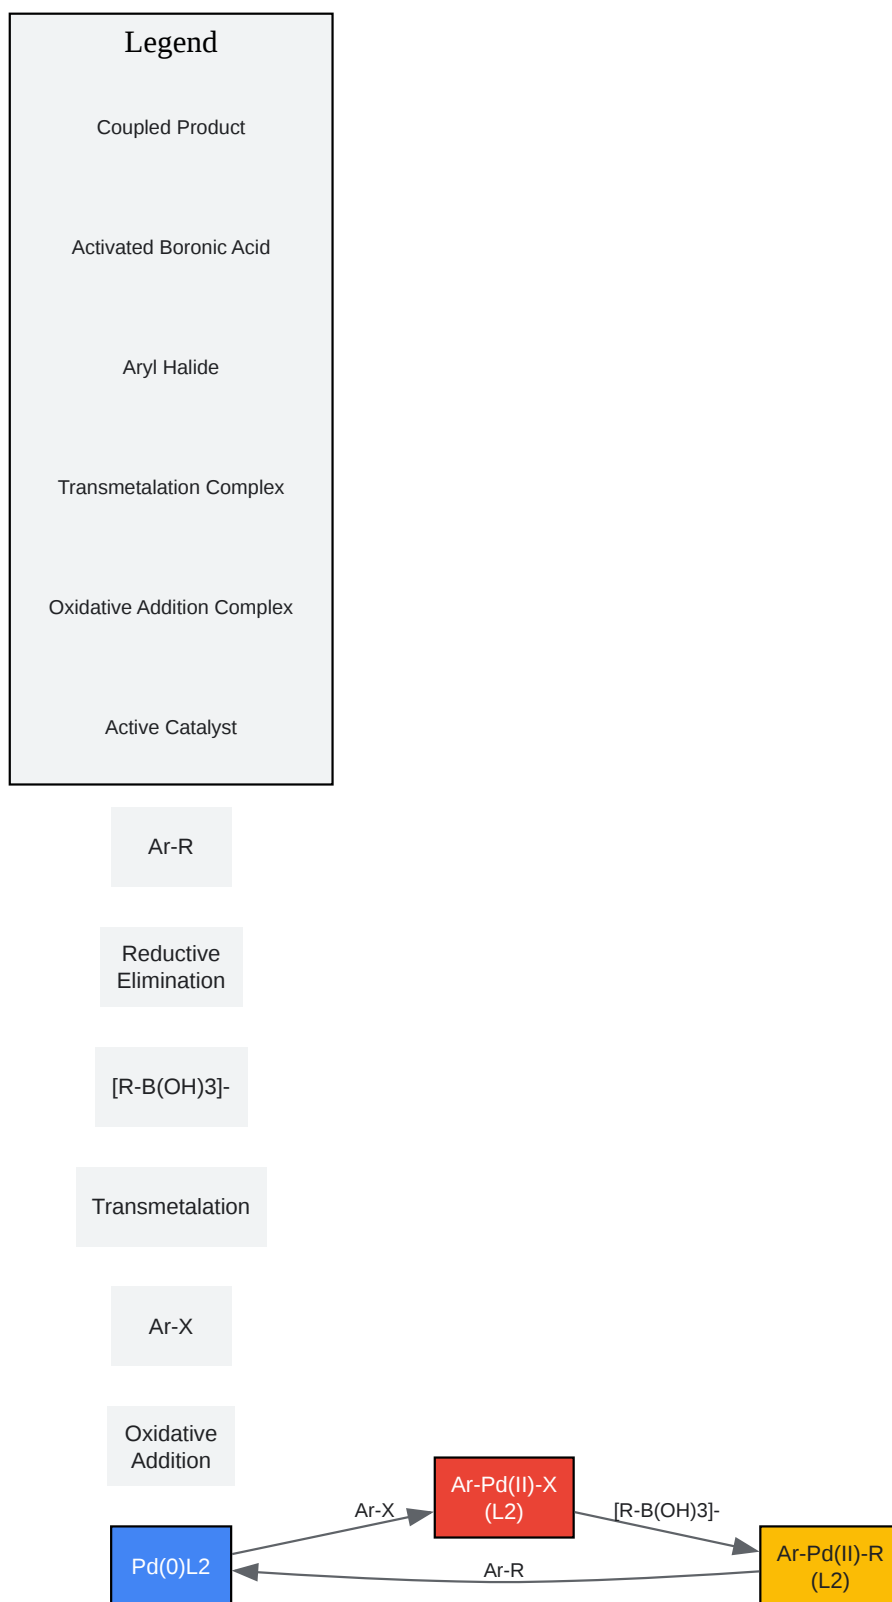 Legend
Coupled Product
Activated Boronic Acid
Aryl Halide
Transmetalation Complex
Oxidative Addition Complex
Active Catalyst
Ar-R
Reductive
Elimination
[R-B(OH)3]-
Transmetalation
Ar-X
Oxidative
Addition
Ar-Pd(II)-X
(L2)
Ar-X
[R-B(OH)3]-
Pd(0)L2
Ar-R
Ar-Pd(II)-R
(L2)